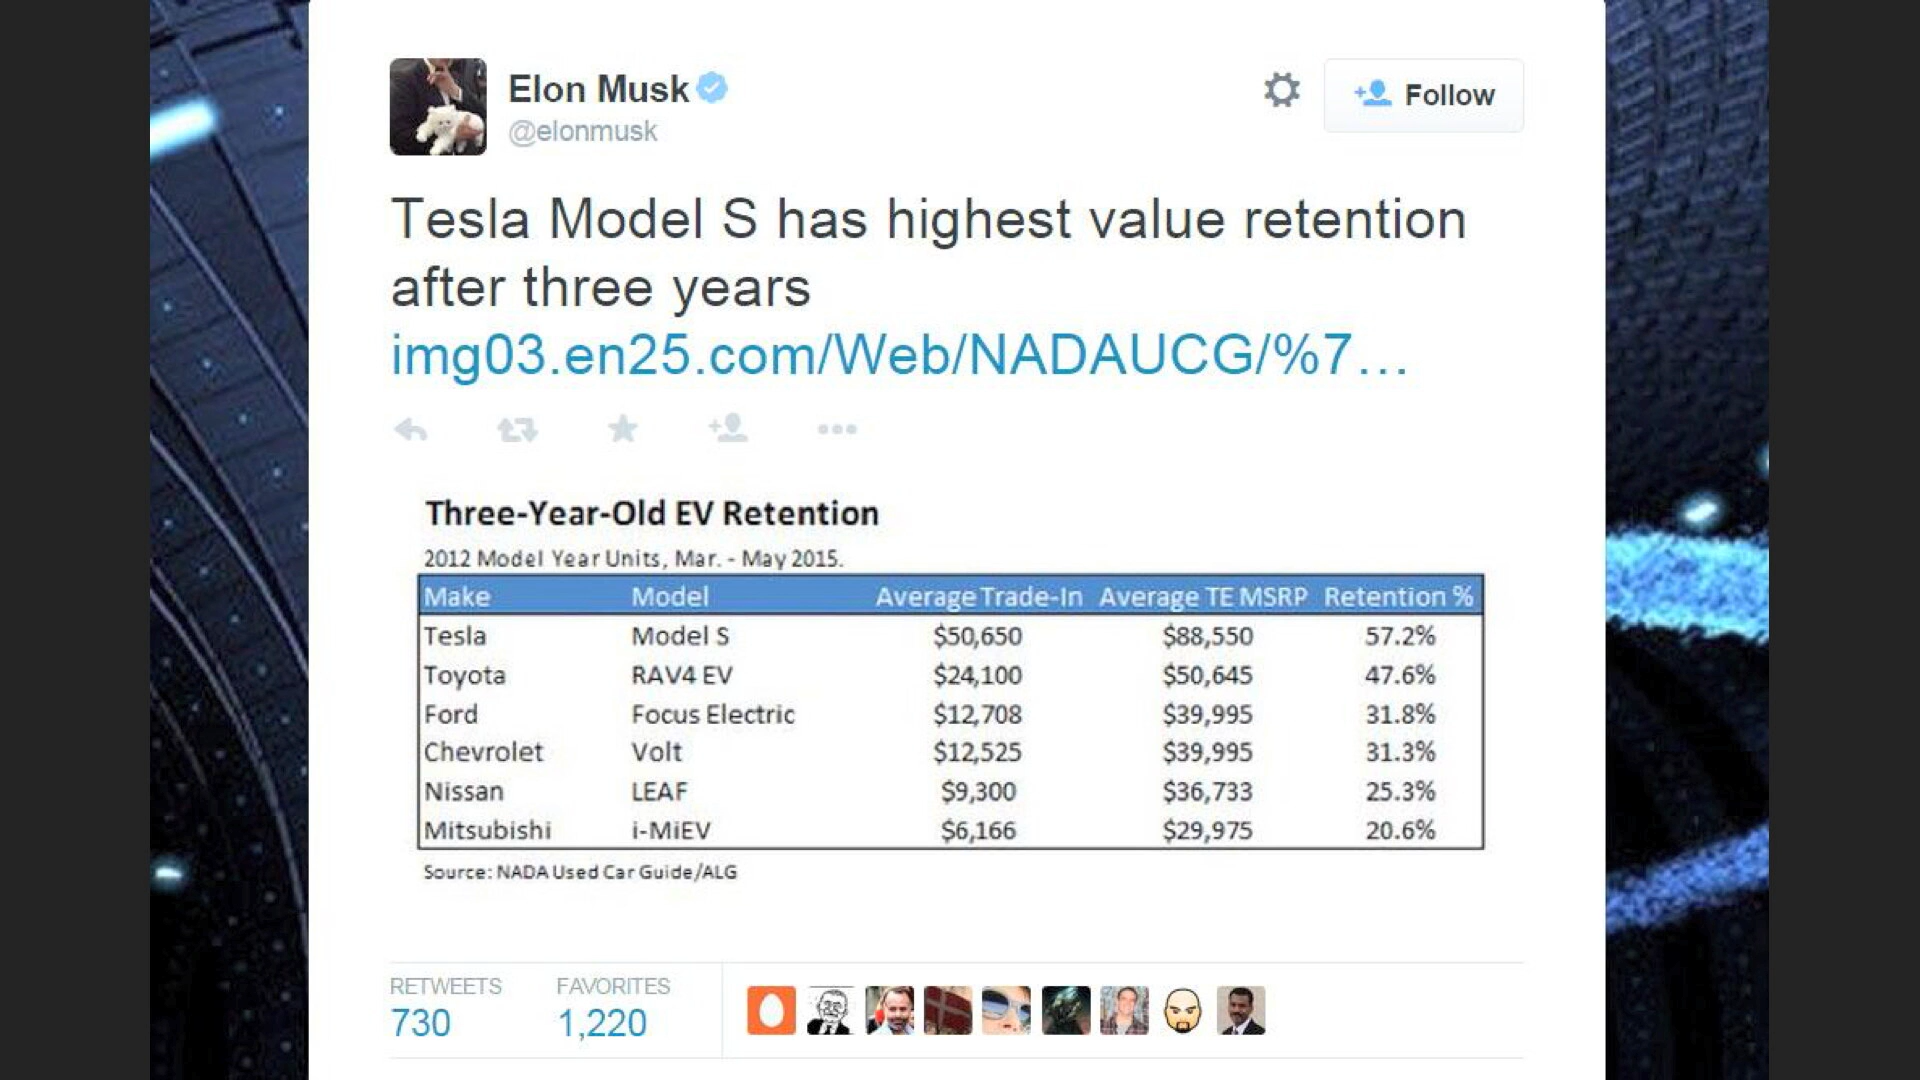 Elon Musk
@elonmusk
Follow
Tesla Model S has highest value retention
after three years
img03.en25.com/Web/NADAUCG/%7...
Three-Year-Old EV Retention
2012 Model Year Units, Mar. - May 2015.
Make Model Average Trade-In Average TE MSRP Retention %
Tesla Model S $50,650 $88,550 57.2%
Toyota RAV4 EV $24,100 $50,645 47.6%
Ford Focus Electric $12,708 $39,995 31.8%
Chevrolet Volt $12,525 $39,995 31.3%
Nissan LEAF $9,300 $36,733 25.3%
Mitsubishi i-MiEV $6,166 $29,975 20.6%
Source: NADA Used Car Guide/ALG
RETWEETS FAVORITES
730 1,220